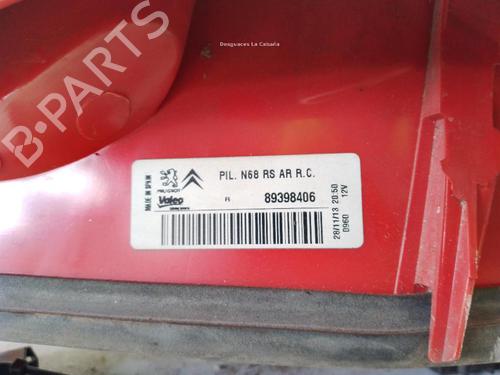 Desguaces La Cabaña
B-PARTS
MADE IN SPAIN
PEUGEOT
PIL. N68 RS AR R.C.
Valeo
R 89398406
28/11/13 20:50
0960 12V